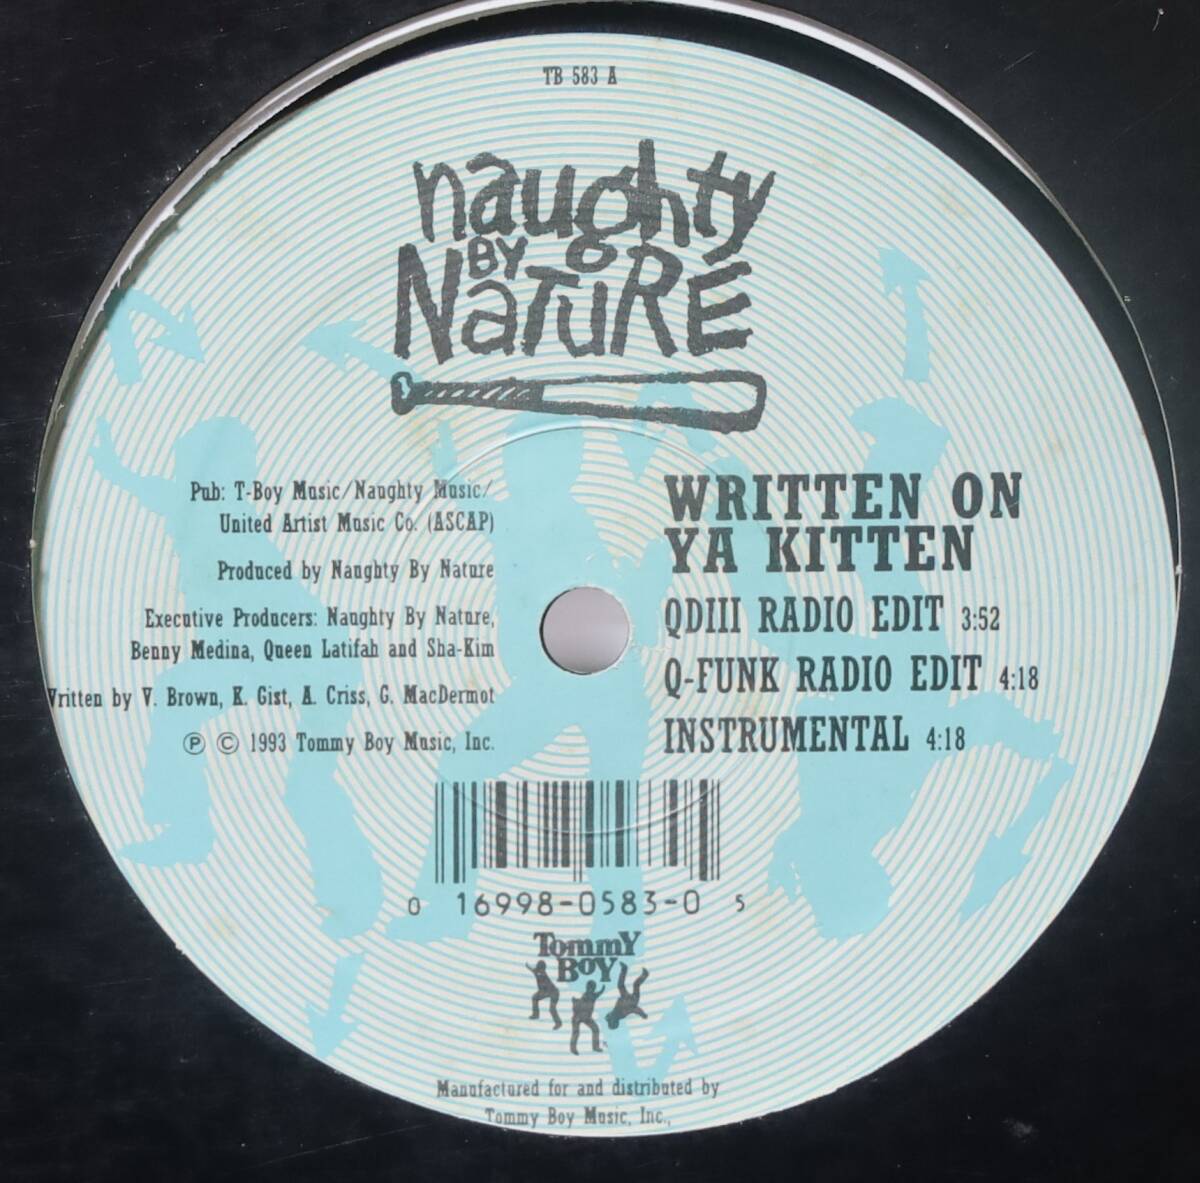 TB 583 A
naughty
BY
NaTuRE
Pub: T-Boy Music/Naughty Music/
United Artist Music Co. (ASCAP)
Produced by Naughty By Nature
Executive Producers: Naughty By Nature,
Benny Medina, Queen Latifah and Sha-Kim
Written by V. Brown, K. Gist, A. Criss, G. MacDermot
℗ © 1993 Tommy Boy Music, Inc.
WRITTEN ON
YA KITTEN
QDIII RADIO EDIT 3:52
Q-FUNK RADIO EDIT 4:18
INSTRUMENTAL 4:18
0 16998-0583-0 5
TommY
BoY
Manufactured for and distributed by
Tommy Boy Music, Inc.,